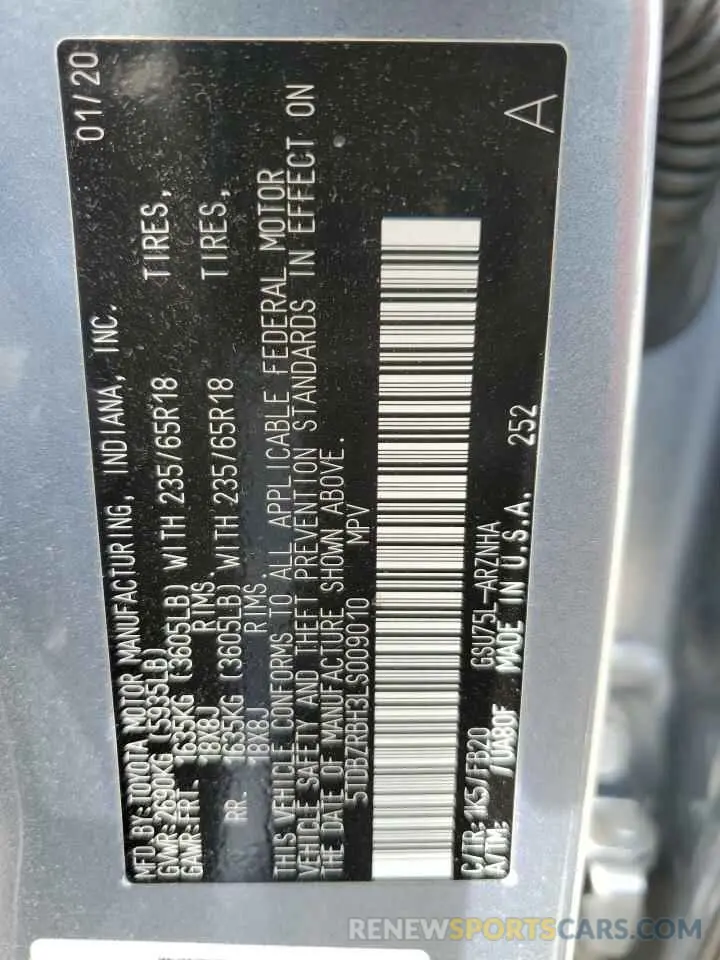 MFD. BY: TOYOTA MOTOR MANUFACTURING, INDIANA, INC. 01/20
GVWR: 2690KG (5935LB)
GAWR: FRT. 1635KG (3605LB) WITH 235/65R18 TIRES,
18X8J RIMS.
RR. 1635KG (3605LB) WITH 235/65R18 TIRES,
18X8J RIMS.
THIS VEHICLE CONFORMS TO ALL APPLICABLE FEDERAL MOTOR
VEHICLE SAFETY AND THEFT PREVENTION STANDARDS IN EFFECT ON
THE DATE OF MANUFACTURE SHOWN ABOVE.
5TDBZRBH3LS009010 MPV
A
C/TR: 1K5/FB20 GSU75L-ARZNHA
A/TM: /UA80F MADE IN U.S.A. 252
RENEWSPORTSCARS.COM